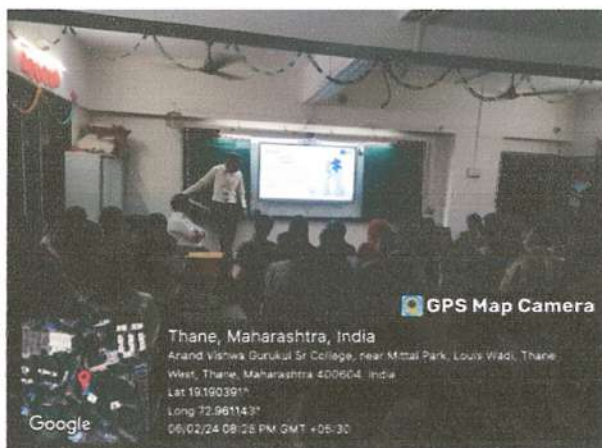 GPS Map Camera
Thane, Maharashtra, India
Anand Vishwa Gurukul Sr College, near Mittal Park, Louis Wadi, Thane
West, Thane, Maharashtra 400604, India
Lat 19.190391°
Long 72.961143°
06/02/24 08:28 PM GMT +05:30
Google